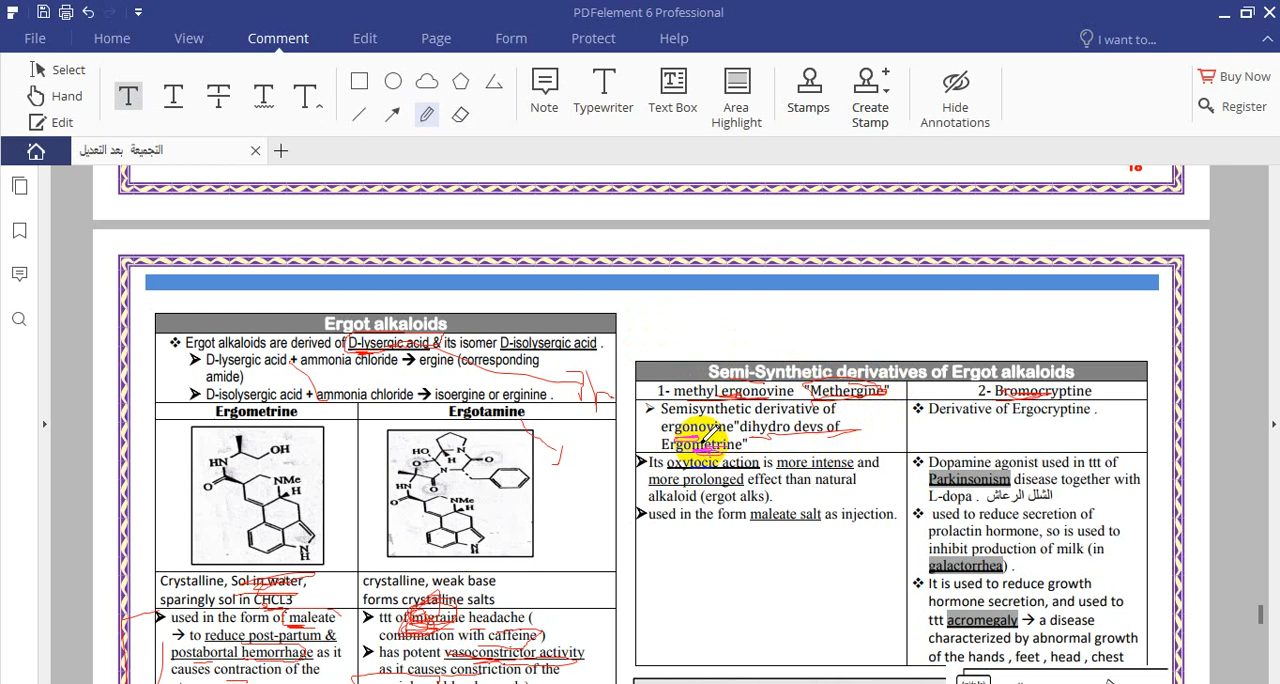 PDFelement 6 Professional
File Home View Comment Edit Page Form Protect Help I want to...
Select
Hand
Edit
Note Typewriter Text Box Area Highlight Stamps Create Stamp Hide Annotations
Buy Now
Register
التجميعة بعد التعديل
18
Ergot alkaloids
❖ Ergot alkaloids are derived of D-lysergic acid & its isomer D-isolysergic acid .
➤ D-lysergic acid + ammonia chloride → ergine (corresponding
amide)
➤ D-isolysergic acid + ammonia chloride → isoergine or erginine .
Ergometrine Ergotamine
OH
HN
O
NMe
H
NH
HO
H
N
O
O
N
O
HN
O
NMe
H
NH
Crystalline, Sol in water,
sparingly sol in CHCL3
crystalline, weak base
forms crystalline salts
➤ used in the form of maleate
→ to reduce post-partum &
postabortal hemorrhage as it
causes contraction of the
➤ ttt of migraine headache (
combination with caffeine )
➤ has potent vasoconstrictor activity
as it causes constriction of the
Semi-Synthetic derivatives of Ergot alkaloids
1- methyl ergonovine "Methergine" 2- Bromocryptine
➤ Semisynthetic derivative of
ergonovine"dihydro devs of
Ergometrine"
❖ Derivative of Ergocryptine .
➤Its oxytocic action is more intense and
more prolonged effect than natural
alkaloid (ergot alks).
➤used in the form maleate salt as injection.
❖ Dopamine agonist used in ttt of
Parkinsonism disease together with
L-dopa . الشلل الرعاش
❖ used to reduce secretion of
prolactin hormone, so is used to
inhibit production of milk (in
galactorrhea) .
❖ It is used to reduce growth
hormone secretion, and used to
ttt acromegaly → a disease
characterized by abnormal growth
of the hands , feet , head , chest